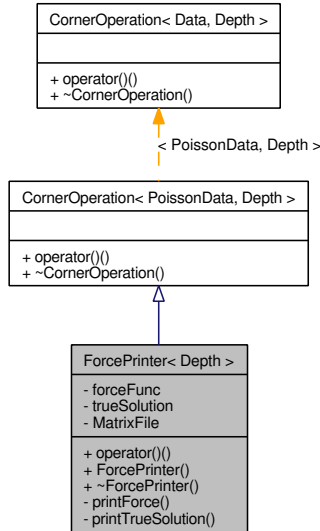 CornerOperation< Data, Depth >
+ operator()()
+ ~CornerOperation()
< PoissonData, Depth >
CornerOperation< PoissonData, Depth >
+ operator()()
+ ~CornerOperation()
ForcePrinter< Depth >
- forceFunc
- trueSolution
- MatrixFile
+ operator()()
+ ForcePrinter()
+ ~ForcePrinter()
- printForce()
- printTrueSolution()